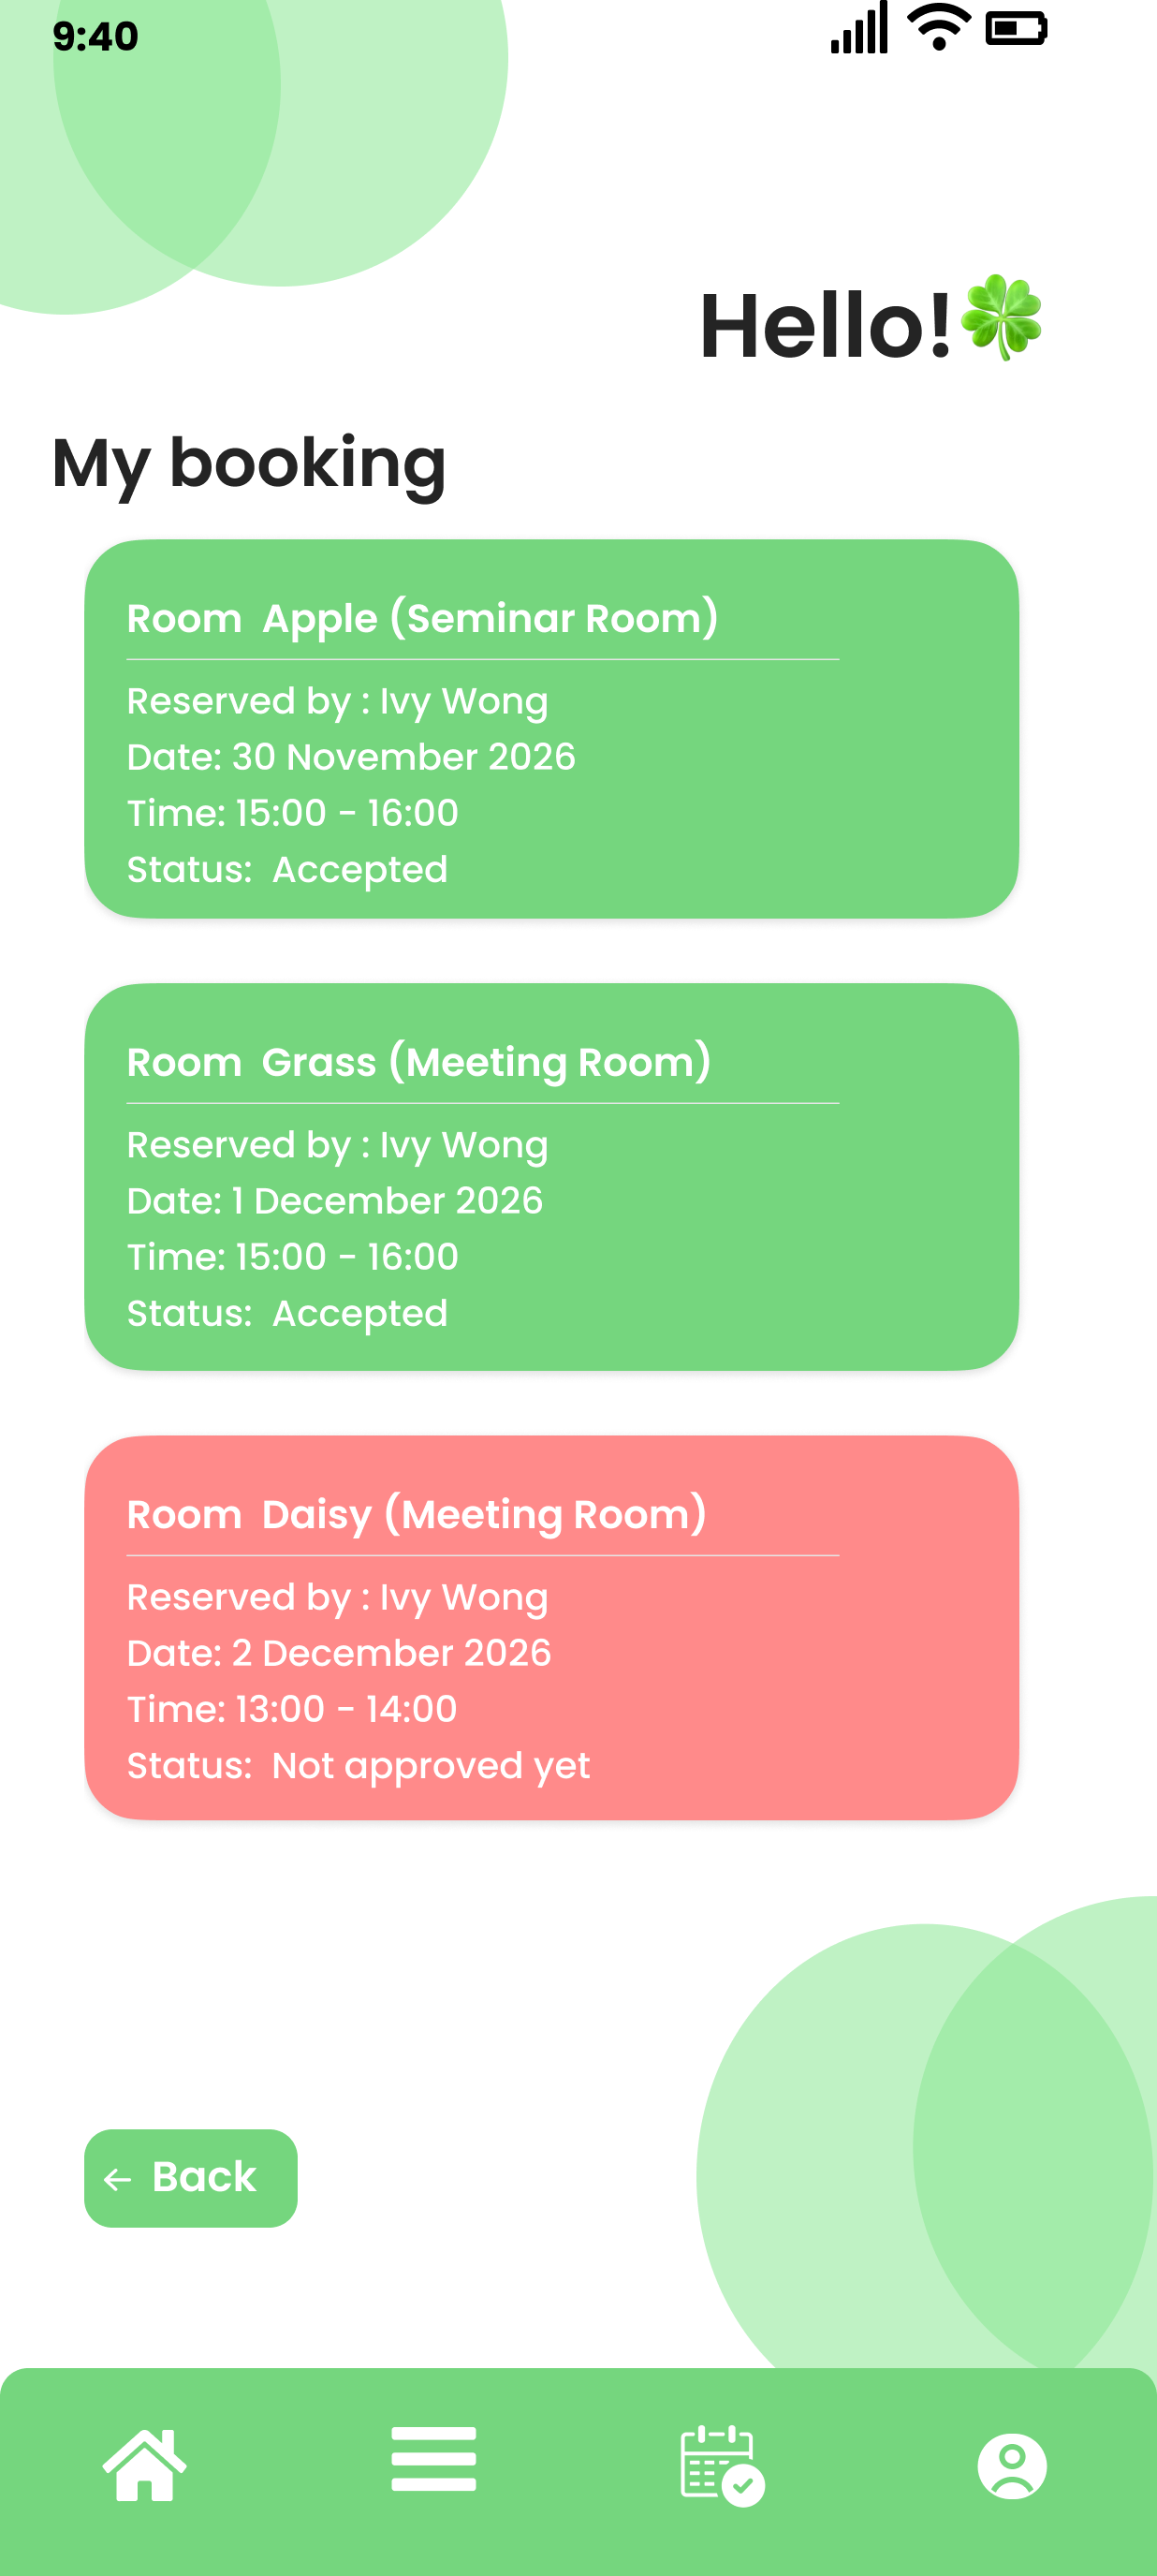 9:40
Hello!🍀
My booking
Room  Apple (Seminar Room)
Reserved by : Ivy Wong
Date: 30 November 2026
Time: 15:00 - 16:00
Status:  Accepted
Room  Grass (Meeting Room)
Reserved by : Ivy Wong
Date: 1 December 2026
Time: 15:00 - 16:00
Status:  Accepted
Room  Daisy (Meeting Room)
Reserved by : Ivy Wong
Date: 2 December 2026
Time: 13:00 - 14:00
Status:  Not approved yet
← Back